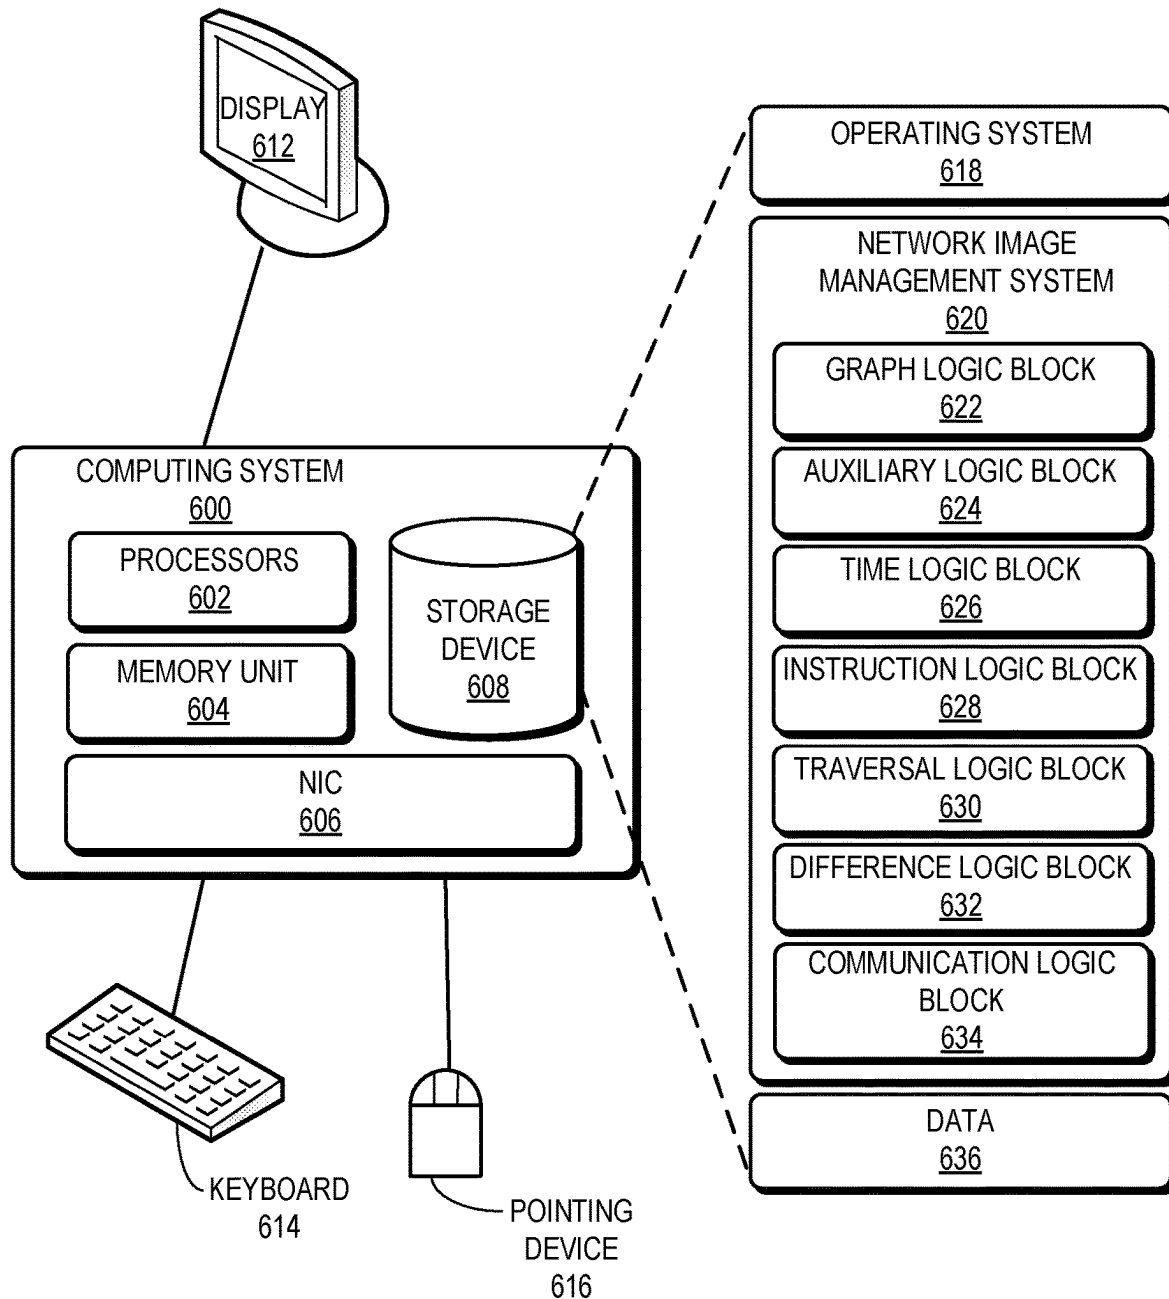 DISPLAY
612
COMPUTING SYSTEM
600
PROCESSORS
602
MEMORY UNIT
604
STORAGE
DEVICE
608
NIC
606
KEYBOARD
614
POINTING
DEVICE
616
OPERATING SYSTEM
618
NETWORK IMAGE
MANAGEMENT SYSTEM
620
GRAPH LOGIC BLOCK
622
AUXILIARY LOGIC BLOCK
624
TIME LOGIC BLOCK
626
INSTRUCTION LOGIC BLOCK
628
TRAVERSAL LOGIC BLOCK
630
DIFFERENCE LOGIC BLOCK
632
COMMUNICATION LOGIC
BLOCK
634
DATA
636